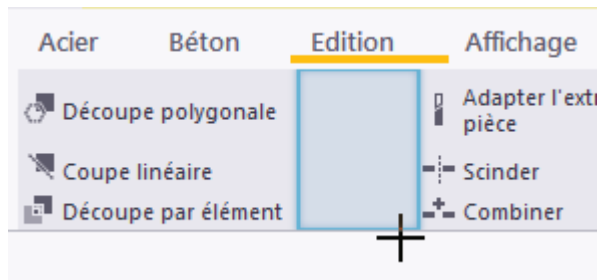 Acier Béton Edition Affichage
Découpe polygonale
Adapter l'extr
pièce
Coupe linéaire
Scinder
Découpe par élément
Combiner